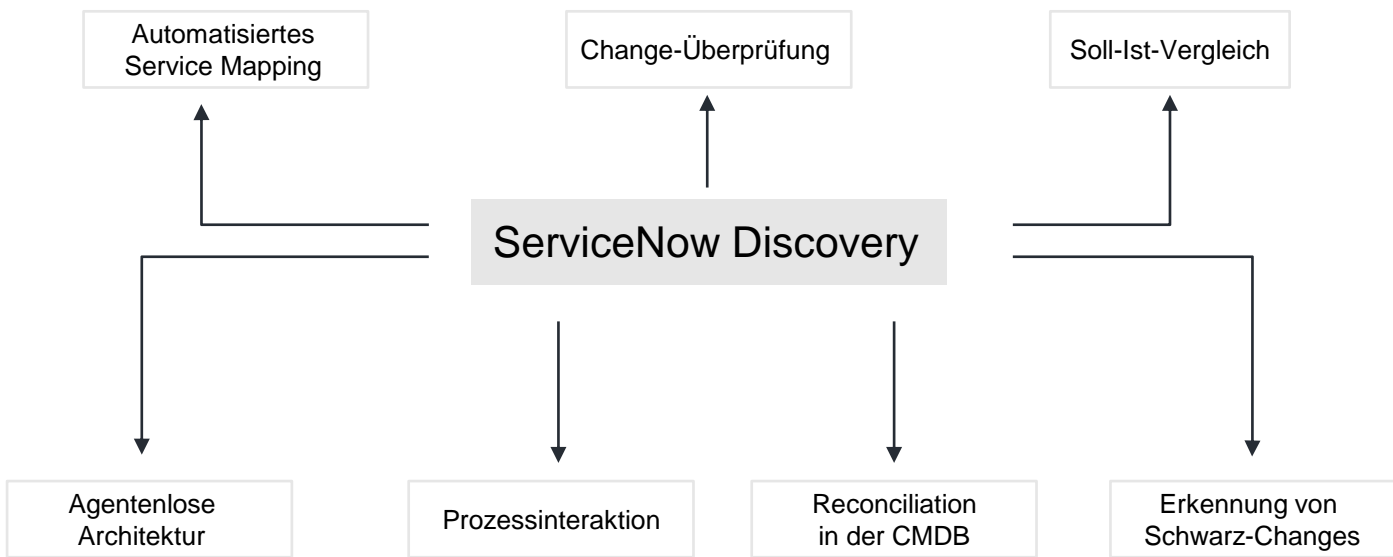 Automatisiertes
Service Mapping
Change-Überprüfung
Soll-Ist-Vergleich
ServiceNow Discovery
Agentenlose
Architektur
Prozessinteraktion
Reconciliation
in der CMDB
Erkennung von
Schwarz-Changes